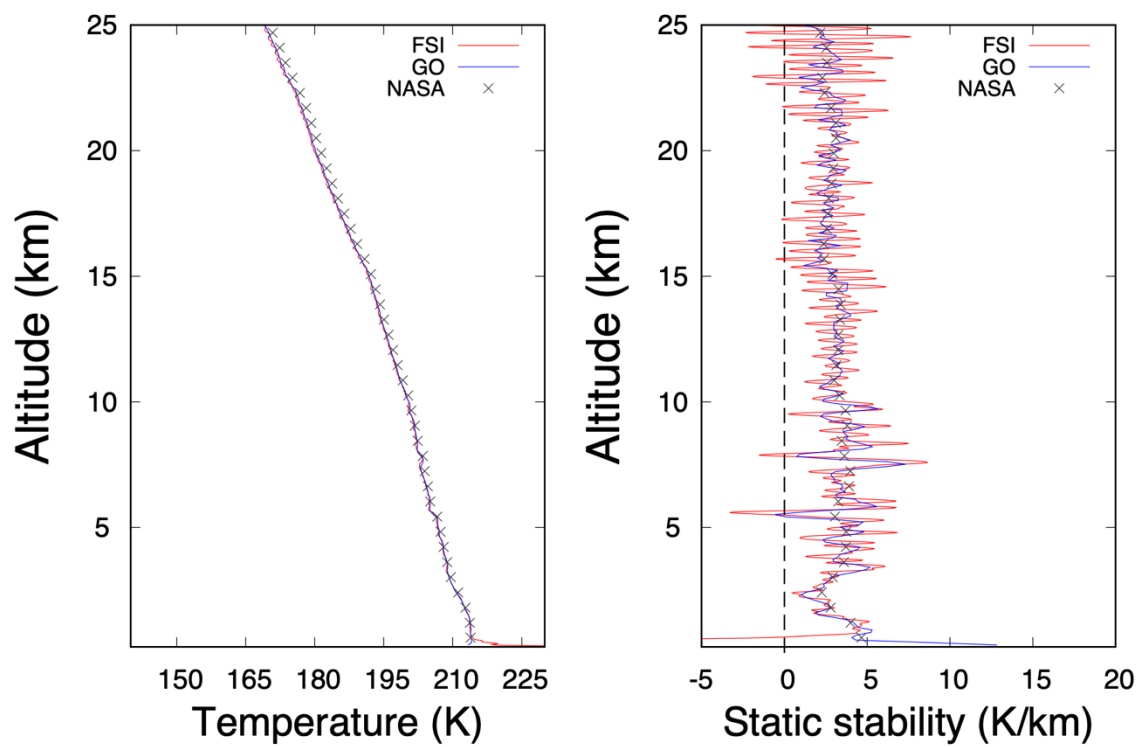 25
20
15
10
5
Altitude (km)
FSI
GO
NASA
150 165 180 195 210 225
Temperature (K)
25
20
15
10
5
Altitude (km)
FSI
GO
NASA
-5 0 5 10 15 20
Static stability (K/km)